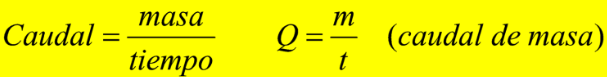 Caudal = masa / tiempo    Q = m / t    (caudal de masa)